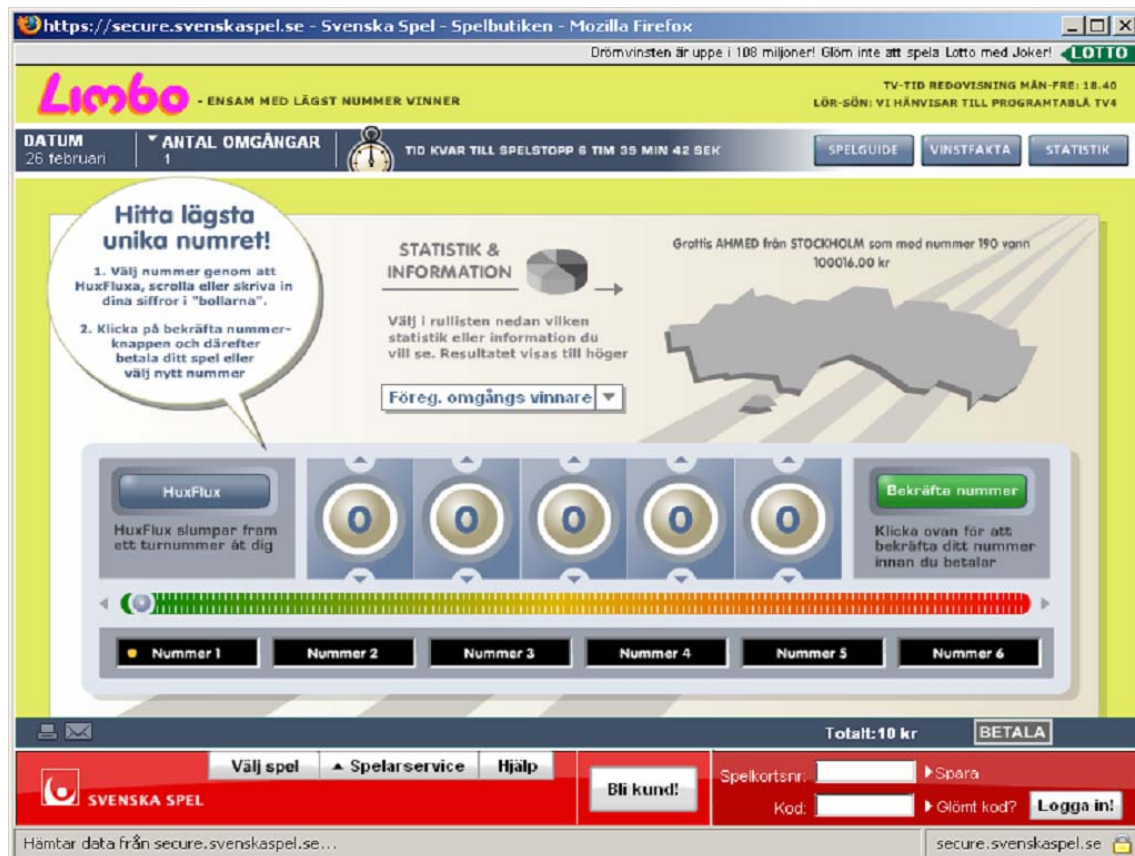 https://secure.svenskaspel.se - Svenska Spel - Spelbutiken - Mozilla Firefox
Drömvinsten är uppe i 108 miljoner! Glöm inte att spela Lotto med Joker! LOTTO
Limbo - ENSAM MED LÄGST NUMMER VINNER
TV-TID REDOVISNING MÅN-FRE: 18.40
LÖR-SÖN: VI HÄNVISAR TILL PROGRAMTABLÅ TV4
DATUM
26 februari
ANTAL OMGÅNGAR
1
TID KVAR TILL SPELSTOPP 6 TIM 35 MIN 42 SEK
SPELGUIDE VINSTFAKTA STATISTIK
Hitta lägsta
unika numret!
1. Välj nummer genom att
HuxFluxa, scrolla eller skriva in
dina siffror i "bollarna".
2. Klicka på bekräfta nummer-
knappen och därefter
betala ditt spel eller
välj nytt nummer
STATISTIK &
INFORMATION
Välj i rullisten nedan vilken
statistik eller information du
vill se. Resultatet visas till höger
Föreg. omgångs vinnare
Grattis AHMED från STOCKHOLM som med nummer 190 vann
100016.00 kr
HuxFlux
HuxFlux slumpar fram
ett turnummer åt dig
0 0 0 0 0
Bekräfta nummer
Klicka ovan för att
bekräfta ditt nummer
innan du betalar
Nummer 1 Nummer 2 Nummer 3 Nummer 4 Nummer 5 Nummer 6
Totalt:10 kr BETALA
Välj spel Spelarservice Hjälp
SVENSKA SPEL
Bli kund!
Spelkortsnr: Spara
Kod: Glömt kod? Logga in!
Hämtar data från secure.svenskaspel.se... secure.svenskaspel.se